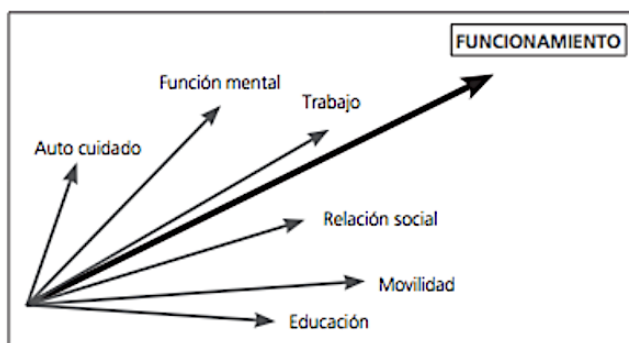 FUNCIONAMIENTO
Función mental
Trabajo
Auto cuidado
Relación social
Movilidad
Educación